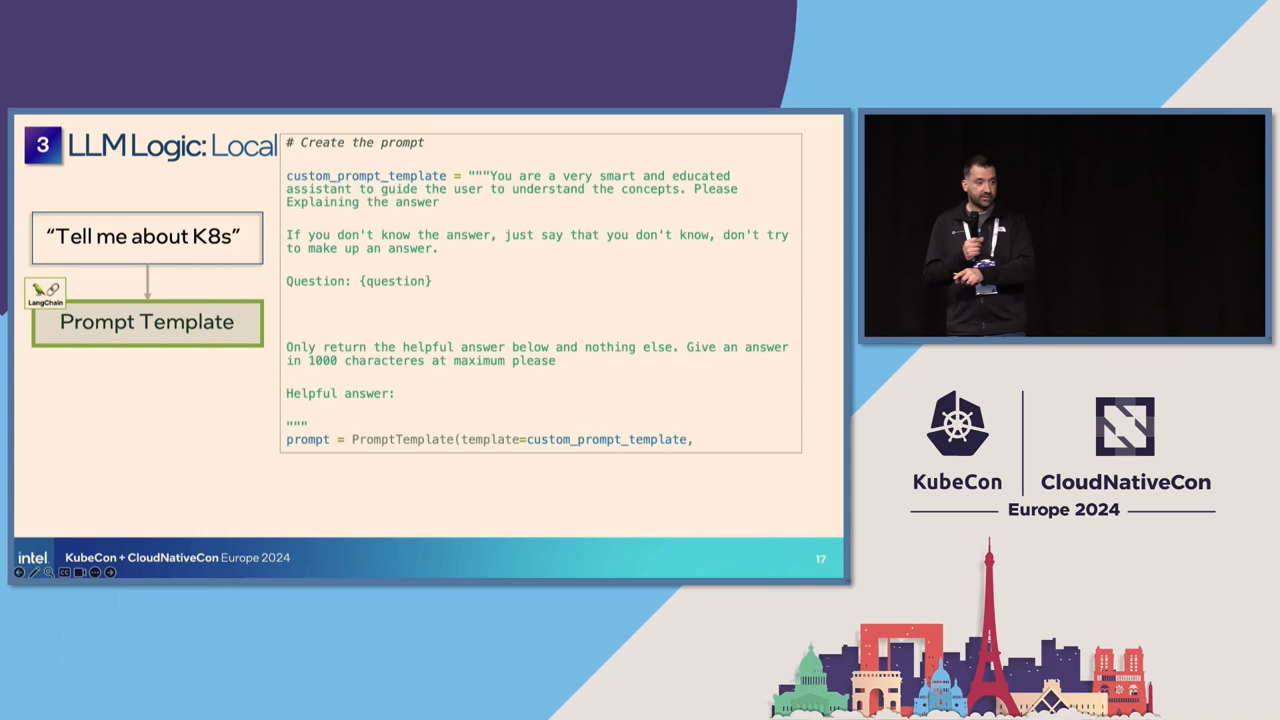 3
LLM Logic: Local
# Create the prompt
custom_prompt_template = """You are a very smart and educated
assistant to guide the user to understand the concepts. Please
Explaining the answer
If you don't know the answer, just say that you don't know, don't try
to make up an answer.
Question: {question}
Only return the helpful answer below and nothing else. Give an answer
in 1000 characteres at maximum please
Helpful answer:
"""
prompt = PromptTemplate(template=custom_prompt_template,
"Tell me about K8s"
LangChain
Prompt Template
intel
KubeCon + CloudNativeCon Europe 2024
17
KubeCon
CloudNativeCon
Europe 2024